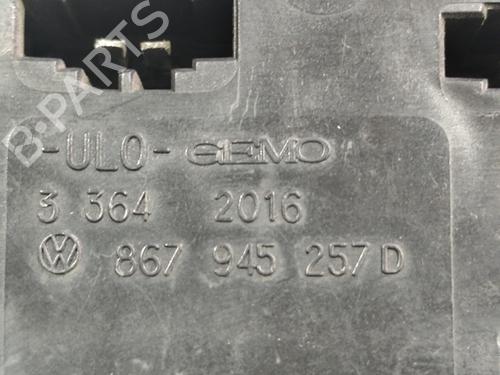 B-PARTS
-ULO- GEMO
3 364 2016
VW 867 945 257 D